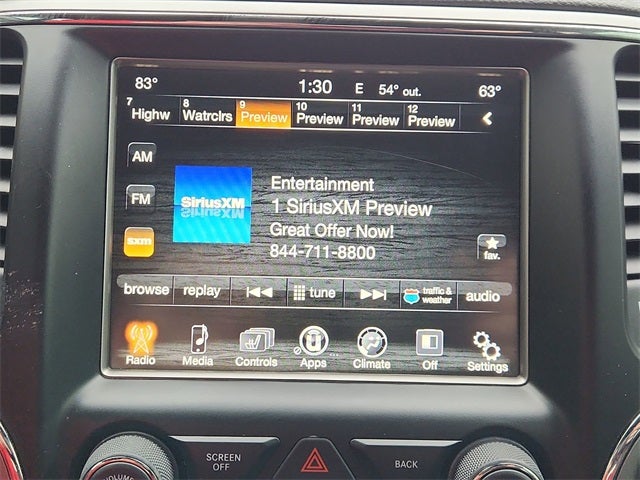 83° 1:30 E 54° out. 63°
7 Highw 8 Watrclrs 9 Preview 10 Preview 11 Preview 12 Preview
AM
FM
sxm
SiriusXM
Entertainment
1 SiriusXM Preview
Great Offer Now!
844-711-8800
fav.
browse replay tune traffic & weather audio
Radio Media Controls Apps Climate Off Settings
SCREEN OFF BACK
VOLUME